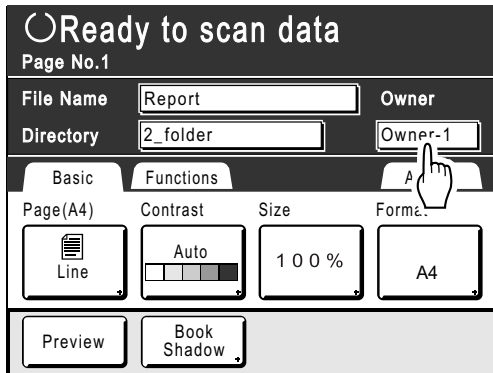 Ready to scan data
Page No.1
File Name Report Owner
Directory 2_folder Owner-1
Basic Functions
Page(A4) Contrast Size Format
Line Auto 100% A4
Preview Book Shadow